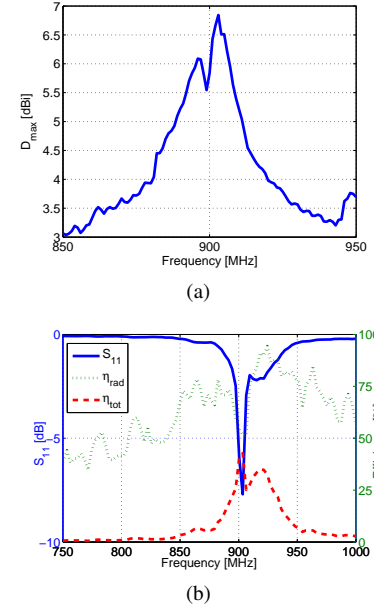 7
6.5
6
5.5
5
4.5
4
3.5
3
D_max [dBi]
850 900 950
Frequency [MHz]
(a)
0
-5
-10
S_11 [dB]
S_11
η_rad
η_tot
100
75
50
25
0
750 800 850 900 950 1000
Frequency [MHz]
(b)